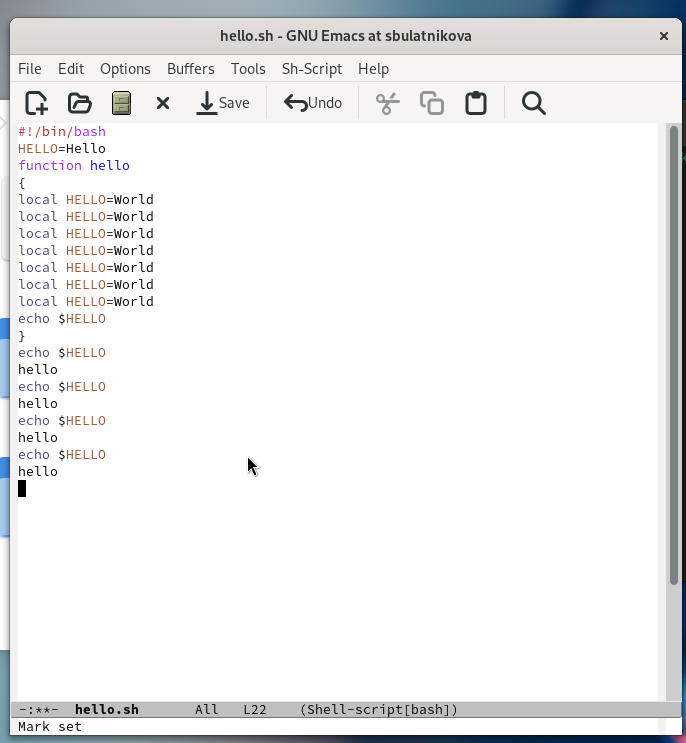 hello.sh - GNU Emacs at sbulatnikova ×
File Edit Options Buffers Tools Sh-Script Help
Save Undo
#!/bin/bash
HELLO=Hello
function hello
{
local HELLO=World
local HELLO=World
local HELLO=World
local HELLO=World
local HELLO=World
local HELLO=World
local HELLO=World
echo $HELLO
}
echo $HELLO
hello
echo $HELLO
hello
echo $HELLO
hello
echo $HELLO
hello
-:**- hello.sh All L22 (Shell-script[bash])
Mark set